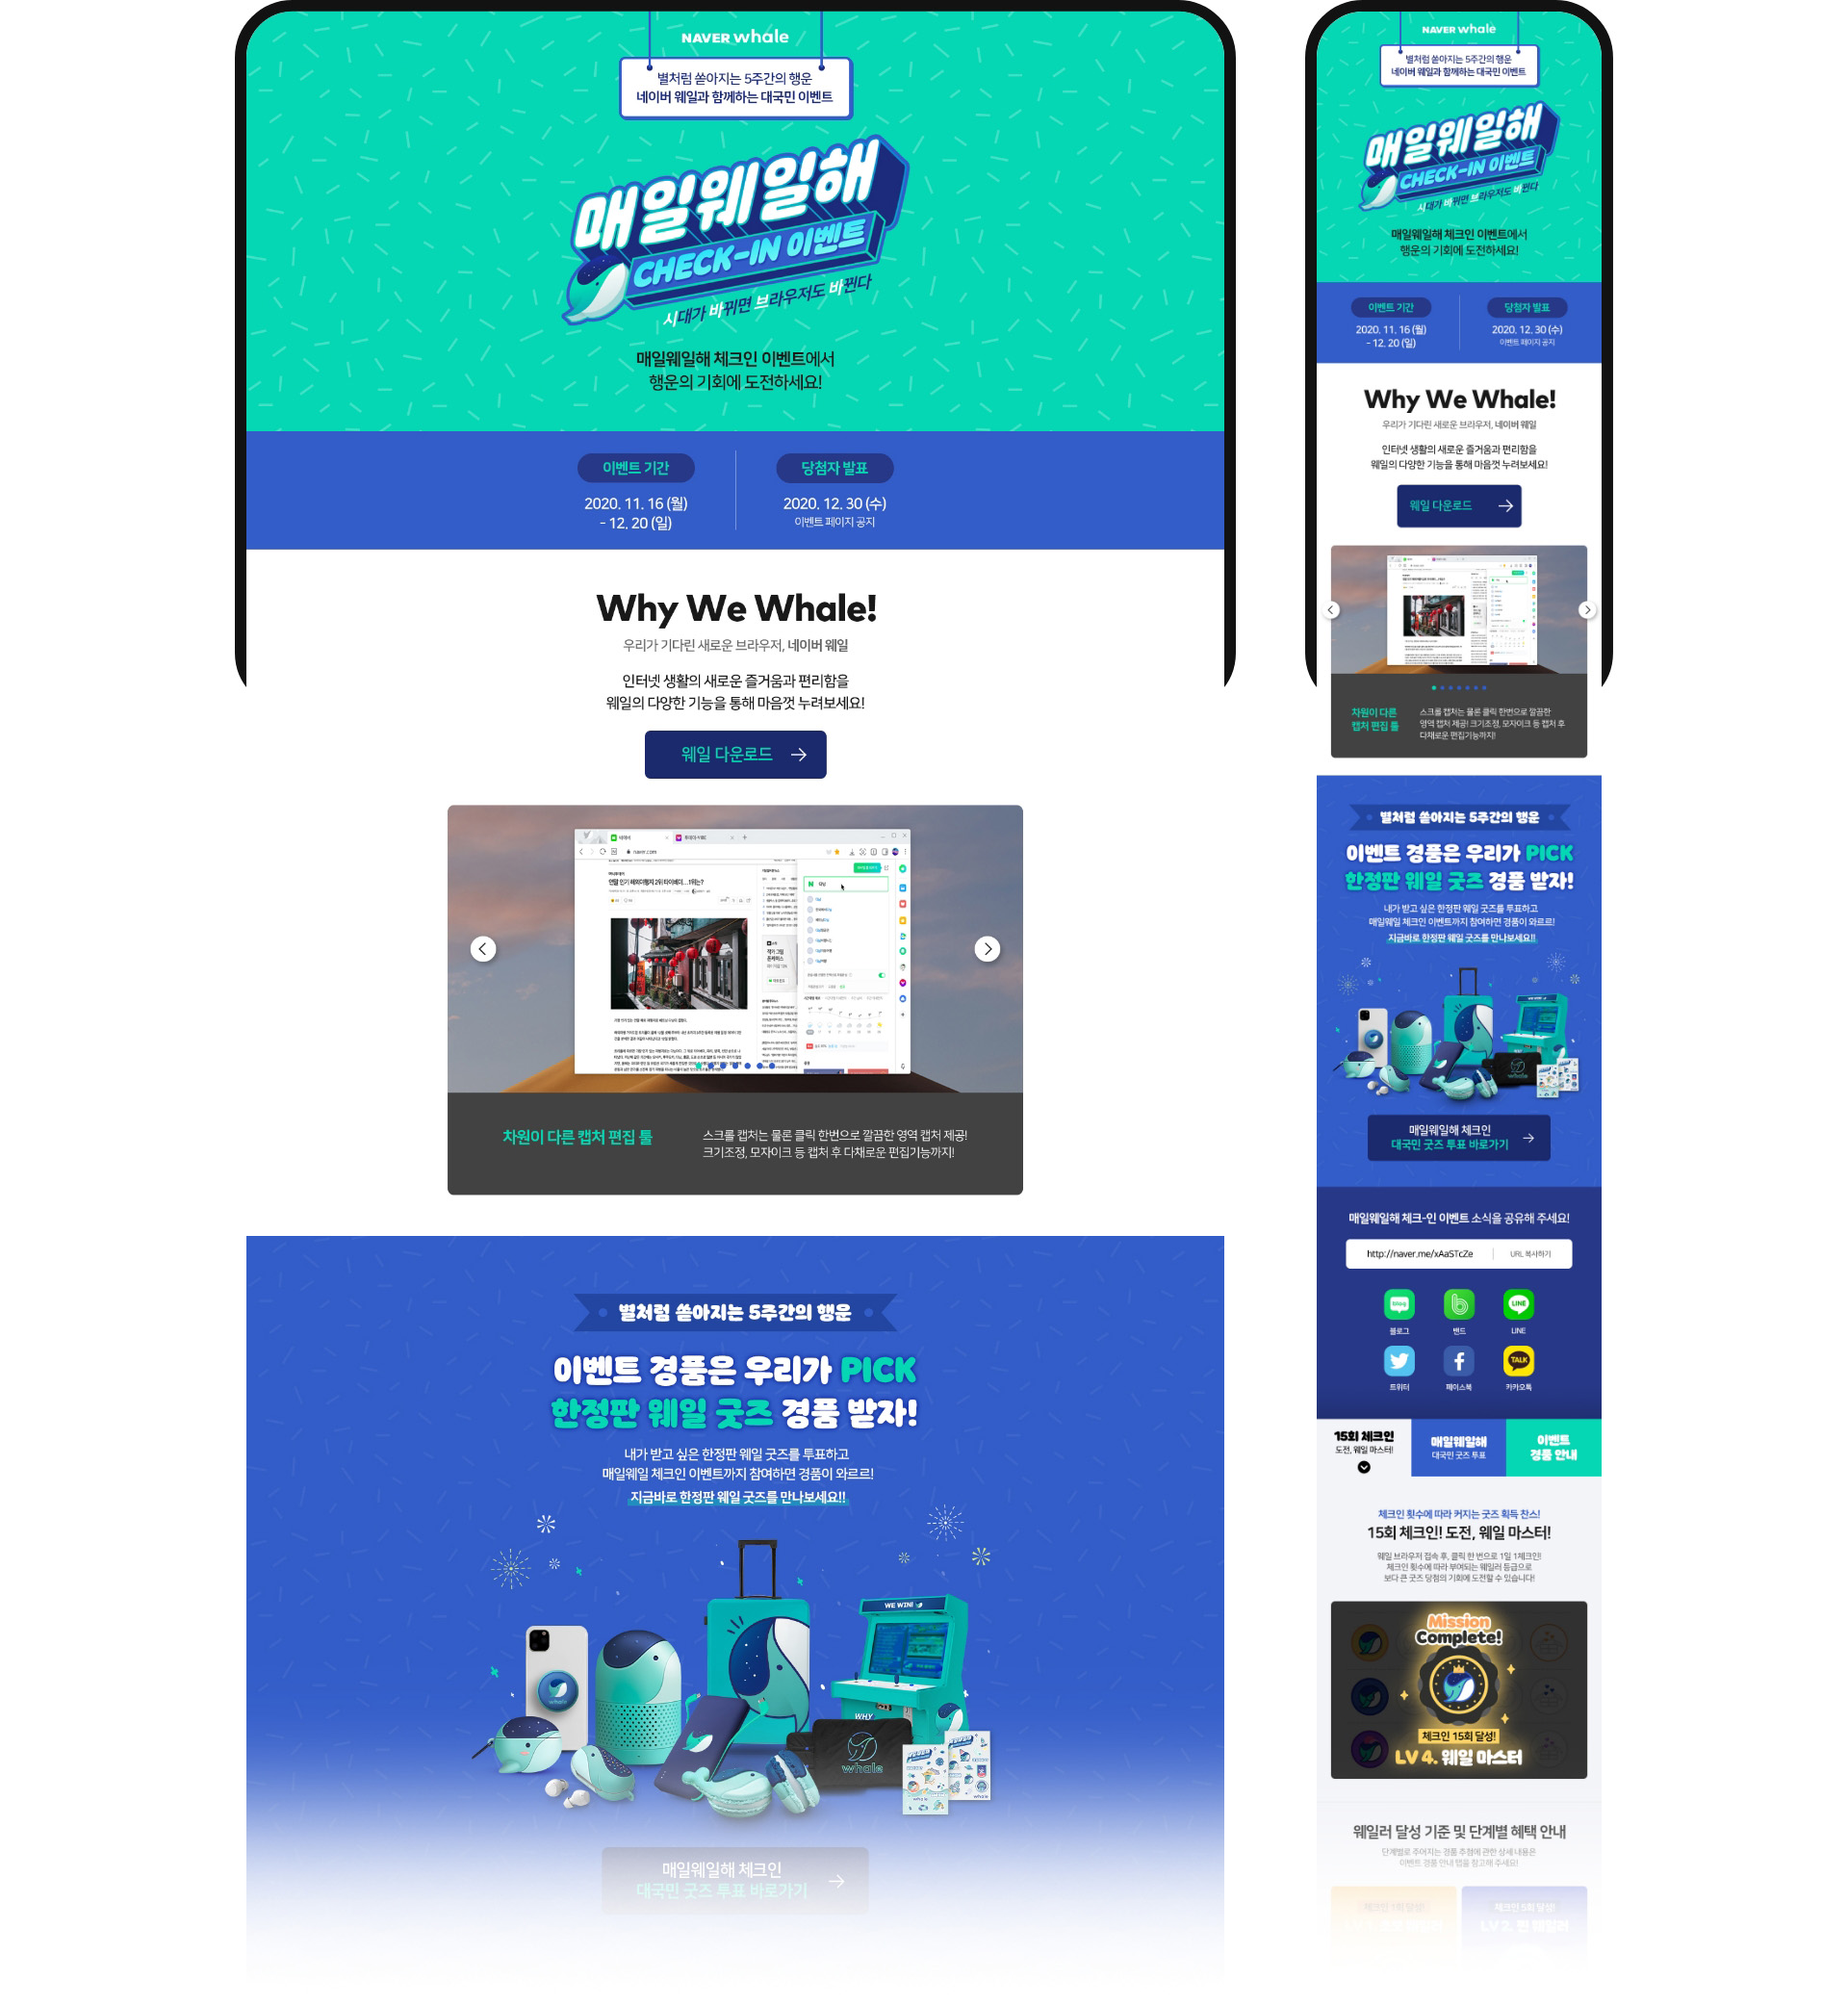 NAVER whale
별처럼 쏟아지는 5주간의 행운
네이버 웨일과 함께하는 대국민 이벤트
매일웨일해
CHECK-IN 이벤트
시대가 바뀌면 브라우저도 바뀐다
매일웨일해 체크인 이벤트에서
행운의 기회에 도전하세요!
이벤트 기간
2020. 11. 16 (월)
- 12. 20 (일)
당첨자 발표
2020. 12. 30 (수)
이벤트 페이지 공지
Why We Whale!
우리가 기다린 새로운 브라우저, 네이버 웨일
인터넷 생활의 새로운 즐거움과 편리함을
웨일의 다양한 기능을 통해 마음껏 누려보세요!
웨일 다운로드
차원이 다른 캡처 편집 툴
스크롤 캡처는 물론 클릭 한번으로 깔끔한 영역 캡처 제공!
크기조정, 모자이크 등 캡처 후 다채로운 편집기능까지!
별처럼 쏟아지는 5주간의 행운
이벤트 경품은 우리가 PICK
한정판 웨일 굿즈 경품 받자!
내가 받고 싶은 한정판 웨일 굿즈를 투표하고
매일웨일 체크인 이벤트까지 참여하면 경품이 와르르!
지금바로 한정판 웨일 굿즈를 만나보세요!!
WE WIN!
WHY
whale
whale
매일웨일해 체크인
대국민 굿즈 투표 바로가기
NAVER whale
별처럼 쏟아지는 5주간의 행운
네이버 웨일과 함께하는 대국민 이벤트
매일웨일해
CHECK-IN 이벤트
시대가 바뀌면 브라우저도 바뀐다
매일웨일해 체크인 이벤트에서
행운의 기회에 도전하세요!
이벤트 기간
2020. 11. 16 (월)
- 12. 20 (일)
당첨자 발표
2020. 12. 30 (수)
이벤트 페이지 공지
Why We Whale!
우리가 기다린 새로운 브라우저, 네이버 웨일
인터넷 생활의 새로운 즐거움과 편리함을
웨일의 다양한 기능을 통해 마음껏 누려보세요!
웨일 다운로드
차원이 다른
캡처 편집 툴
스크롤 캡처는 물론 클릭 한번으로 깔끔한
영역 캡처 제공! 크기조정, 모자이크 등 캡처 후
다채로운 편집기능까지!
별처럼 쏟아지는 5주간의 행운
이벤트 경품은 우리가 PICK
한정판 웨일 굿즈 경품 받자!
내가 받고 싶은 한정판 웨일 굿즈를 투표하고
매일웨일 체크인 이벤트까지 참여하면 경품이 와르르!
지금바로 한정판 웨일 굿즈를 만나보세요!!
whale
매일웨일해 체크인
대국민 굿즈 투표 바로가기
매일웨일해 체크-인 이벤트 소식을 공유해 주세요!
http://naver.me/xAaSTcZe
URL 복사하기
blog
LINE
블로그
밴드
LINE
TALK
트위터
페이스북
카카오톡
15회 체크인
도전, 웨일 마스터!
매일웨일해
대국민 굿즈 투표
이벤트
경품 안내
체크인 횟수에 따라 커지는 굿즈 획득 찬스!
15회 체크인! 도전, 웨일 마스터!
웨일 브라우저 접속 후, 클릭 한 번으로 1일 1체크인!
체크인 횟수에 따라 부여되는 웨일러 등급으로
보다 큰 굿즈 당첨의 기회에 도전할 수 있습니다!
Mission
Complete!
체크인 15회 달성!
LV 4. 웨일 마스터
웨일러 달성 기준 및 단계별 혜택 안내
단계별로 주어지는 경품 추첨에 관한 상세 내용은
이벤트 경품 안내 탭을 참고해 주세요!
체크인 5회 달성!